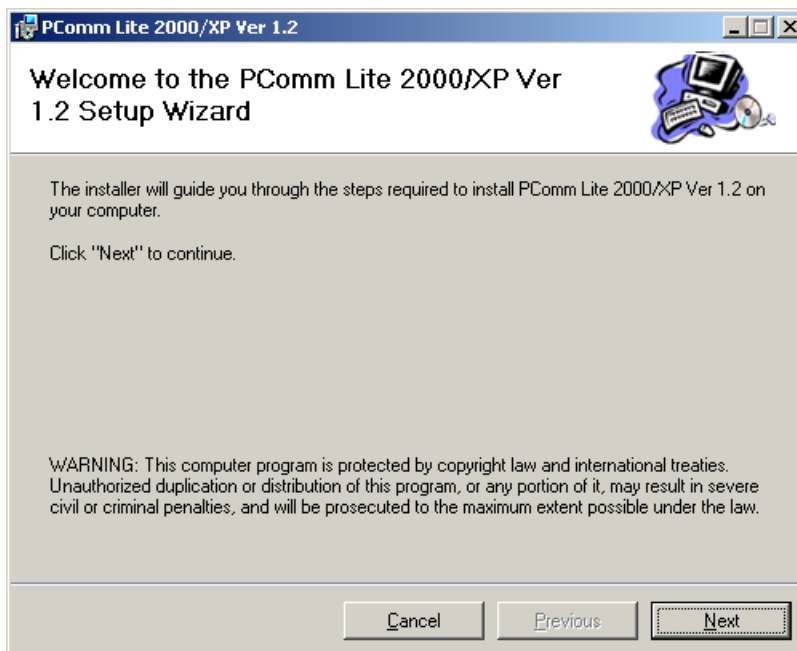 PComm Lite 2000/XP Ver 1.2
Welcome to the PComm Lite 2000/XP Ver
1.2 Setup Wizard
The installer will guide you through the steps required to install PComm Lite 2000/XP Ver 1.2 on
your computer.
Click "Next" to continue.
WARNING: This computer program is protected by copyright law and international treaties.
Unauthorized duplication or distribution of this program, or any portion of it, may result in severe
civil or criminal penalties, and will be prosecuted to the maximum extent possible under the law.
Cancel
Previous
Next